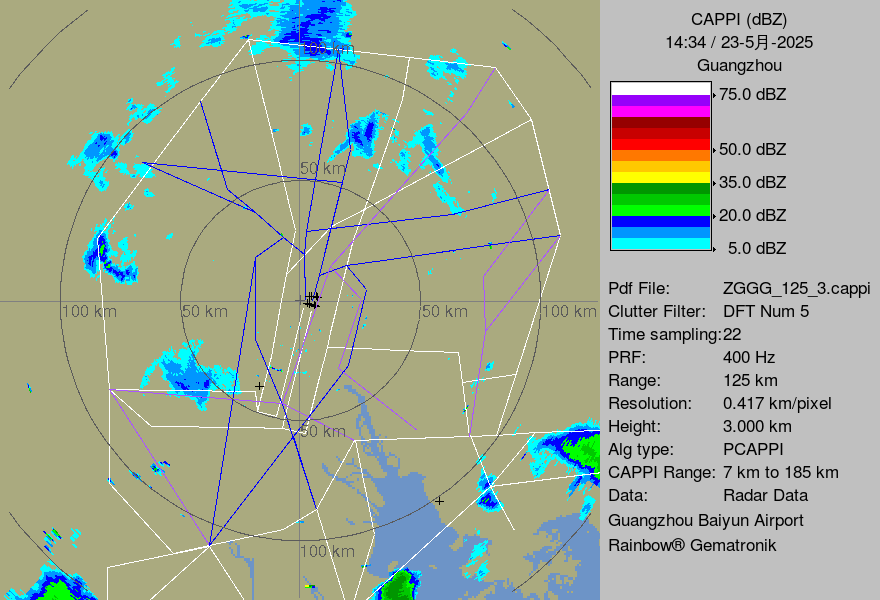 CAPPI (dBZ)
14:34 / 23-5月-2025
Guangzhou
75.0 dBZ
50.0 dBZ
35.0 dBZ
20.0 dBZ
5.0 dBZ
Pdf File: ZGGG_125_3.cappi
Clutter Filter: DFT Num 5
Time sampling:22
PRF: 400 Hz
Range: 125 km
Resolution: 0.417 km/pixel
Height: 3.000 km
Alg type: PCAPPI
CAPPI Range: 7 km to 185 km
Data: Radar Data
Guangzhou Baiyun Airport
Rainbow® Gematronik
100 km
50 km
100 km
50 km
50 km
100 km
50 km
100 km